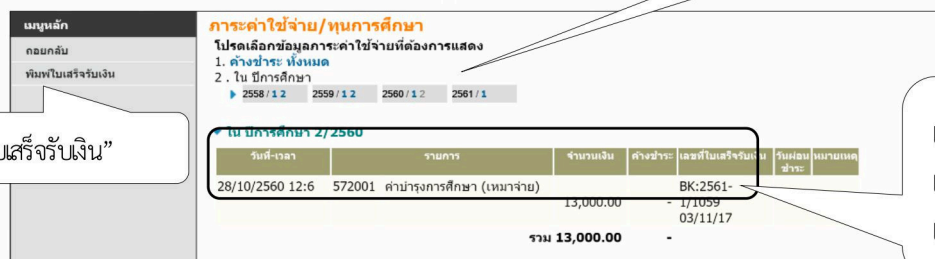 เมนูหลัก
ถอยกลับ
พิมพ์ใบเสร็จรับเงิน
บเสร็จรับเงิน”
ภาระค่าใช้จ่าย/ทุนการศึกษา
โปรดเลือกข้อมูลภาระค่าใช้จ่ายที่ต้องการแสดง
1. ค้างชำระ ทั้งหมด
2 . ใน ปีการศึกษา
2558 / 1 2 2559 / 1 2 2560 / 1 2 2561 / 1
ใน ปีการศึกษา 2/2560
วันที่-เวลา รายการ จำนวนเงิน ค้างชำระ เลขที่ใบเสร็จรับเงิน วันผ่อนชำระ หมายเหตุ
28/10/2560 12:6 572001 ค่าบำรุงการศึกษา (เหมาจ่าย) BK:2561-
13,000.00 - 1/1059
03/11/17
รวม 13,000.00 -